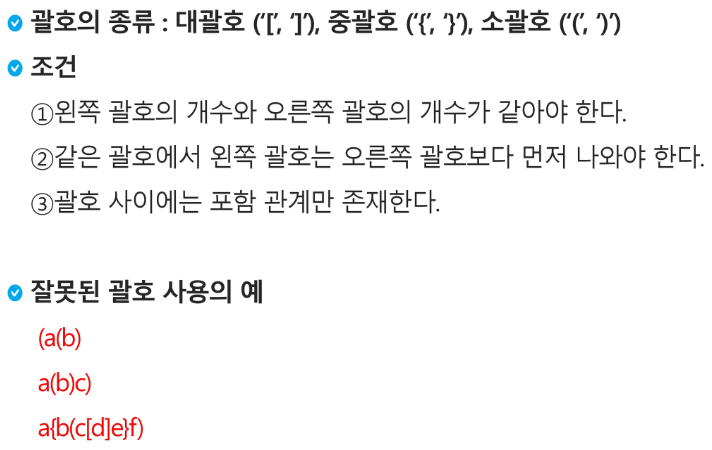 괄호의 종류 : 대괄호 (‘[’, ‘]’), 중괄호 (‘{’, ‘}’), 소괄호 (‘(’, ‘)’)
조건
①왼쪽 괄호의 개수와 오른쪽 괄호의 개수가 같아야 한다.
②같은 괄호에서 왼쪽 괄호는 오른쪽 괄호보다 먼저 나와야 한다.
③괄호 사이에는 포함 관계만 존재한다.
잘못된 괄호 사용의 예
(a(b)
a(b)c)
a{b(c[d]e}f)